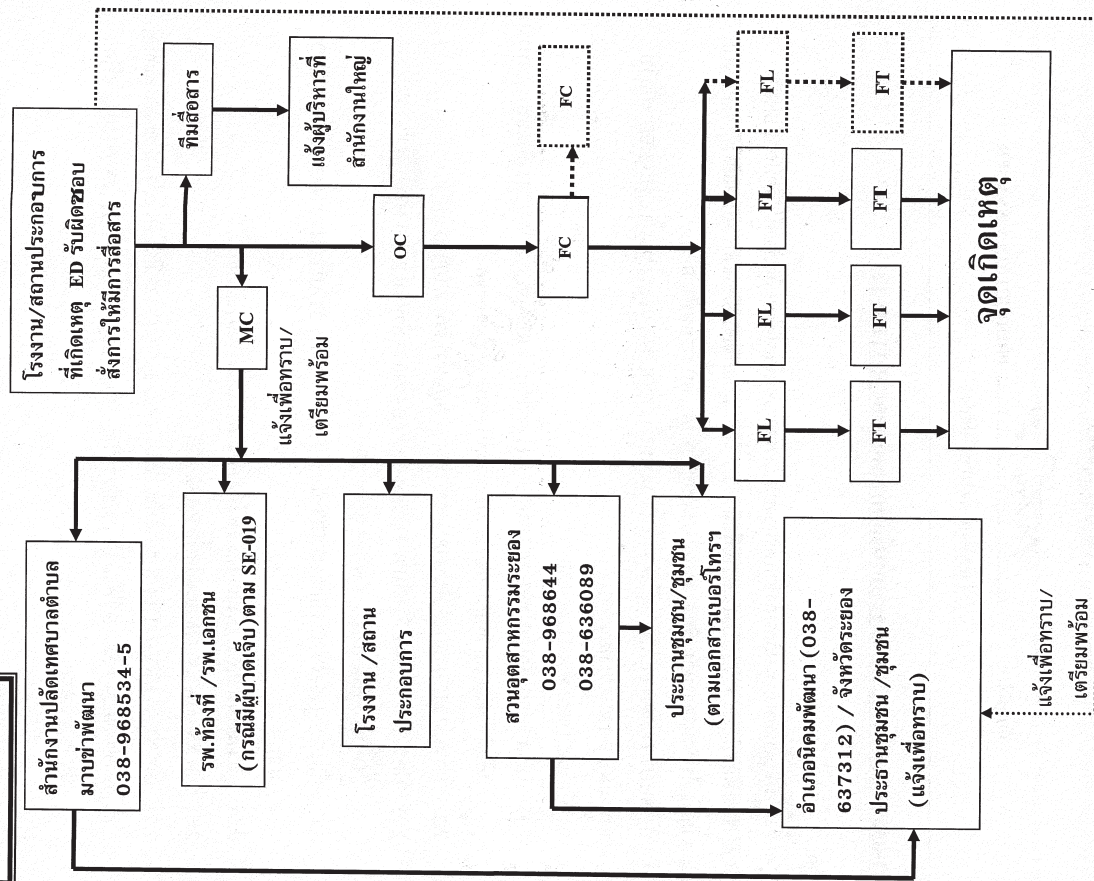 โรงงาน/สถานประกอบการ
ที่เกิดเหตุ ED รับผิดชอบ
สั่งการให้มีการสื่อสาร
ทีมสื่อสาร
แจ้งผู้บริหารที่
สำนักงานใหญ่
MC
OC
FC
FC
แจ้งเพื่อทราบ/
เตรียมพร้อม
สำนักงานปลัดเทศบาลตำบล
มาบข่าพัฒนา
038-968534-5
รพ.ท้องที่ /รพ.เอกชน
(กรณีมีผู้บาดเจ็บ)ตาม SE-019
โรงงาน /สถาน
ประกอบการ
สวนอุตสาหกรรมระยอง
038-968644
038-636089
ประธานชุมชน/ชุมชน
(ตามเอกสารเบอร์โทรฯ
อำเภอนิคมพัฒนา (038-
637312) / จังหวัดระยอง
ประธานชุมชน /ชุมชน
(แจ้งเพื่อทราบ)
แจ้งเพื่อทราบ/
เตรียมพร้อม
FL
FL
FL
FL
FT
FT
FT
FT
จุดเกิดเหตุ